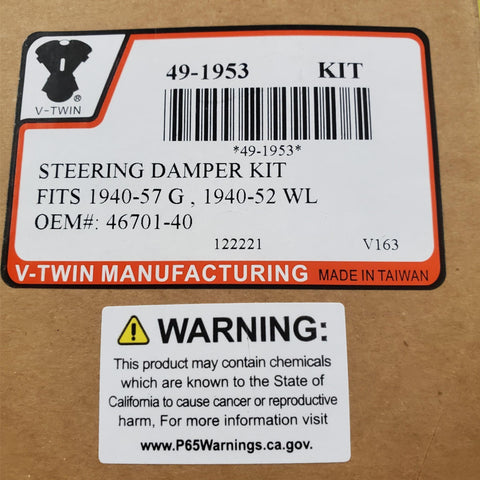 V-TWIN ®
49-1953 KIT
*49-1953*
STEERING DAMPER KIT
FITS 1940-57 G , 1940-52 WL
OEM#: 46701-40
122221 V163
V-TWIN MANUFACTURING MADE IN TAIWAN
WARNING:
This product may contain chemicals
which are known to the State of
California to cause cancer or reproductive
harm, For more information visit
www.P65Warnings.ca.gov.